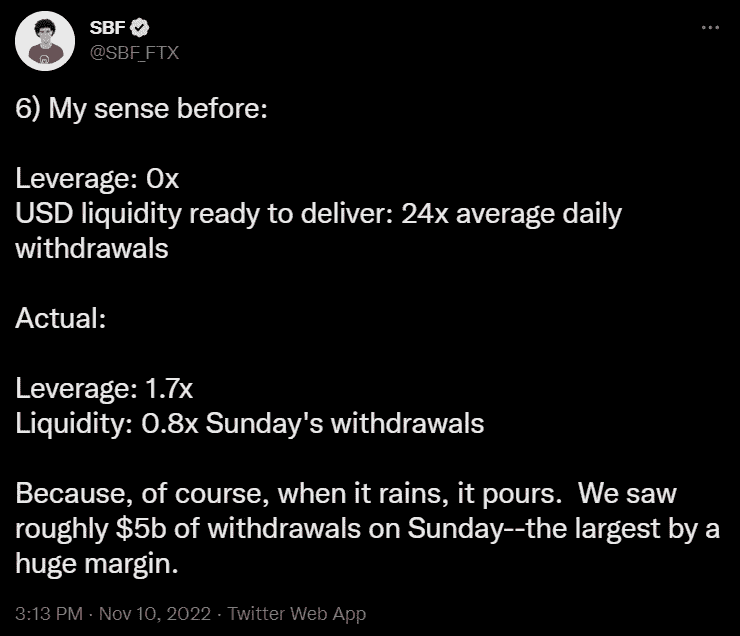 SBF
@SBF_FTX
6) My sense before:
Leverage: 0x
USD liquidity ready to deliver: 24x average daily
withdrawals
Actual:
Leverage: 1.7x
Liquidity: 0.8x Sunday's withdrawals
Because, of course, when it rains, it pours.  We saw
roughly $5b of withdrawals on Sunday--the largest by a
huge margin.
3:13 PM · Nov 10, 2022 · Twitter Web App